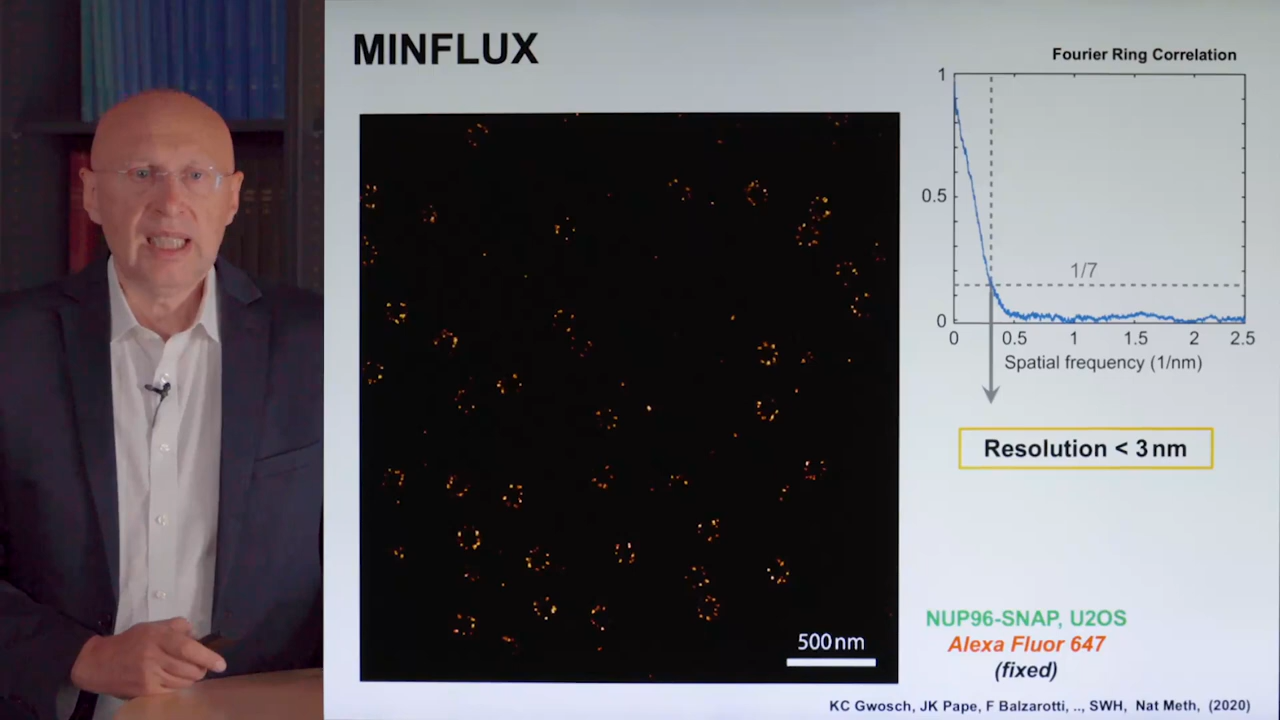 MINFLUX
Fourier Ring Correlation
1
0.5
0
1/7
0 0.5 1 1.5 2 2.5
Spatial frequency (1/nm)
Resolution < 3 nm
500 nm
NUP96-SNAP, U2OS
Alexa Fluor 647
(fixed)
KC Gwosch, JK Pape, F Balzarotti, .., SWH, Nat Meth, (2020)